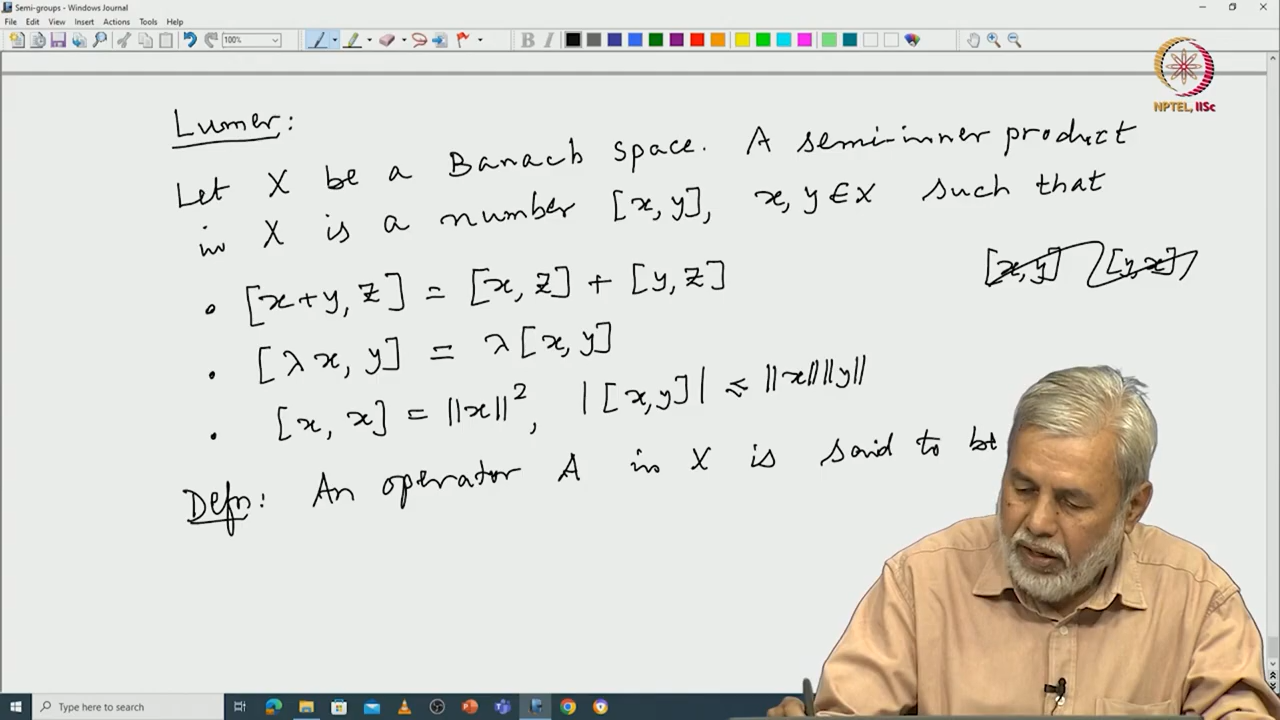 Semi-groups - Windows Journal
File Edit View Insert Actions Tools Help
100%
B I
NPTEL, IISc
Lumer:
Let X be a Banach space. A semi-inner product
in X is a number [x, y], x, y ∈ X such that
[x, y] [y, x]
• [x+y, z] = [x, z] + [y, z]
• [λx, y] = λ[x, y]
• [x, x] = ||x||², |[x,y]| ≤ ||x|| ||y||
Defn: An operator A in X is said to be
Type here to search